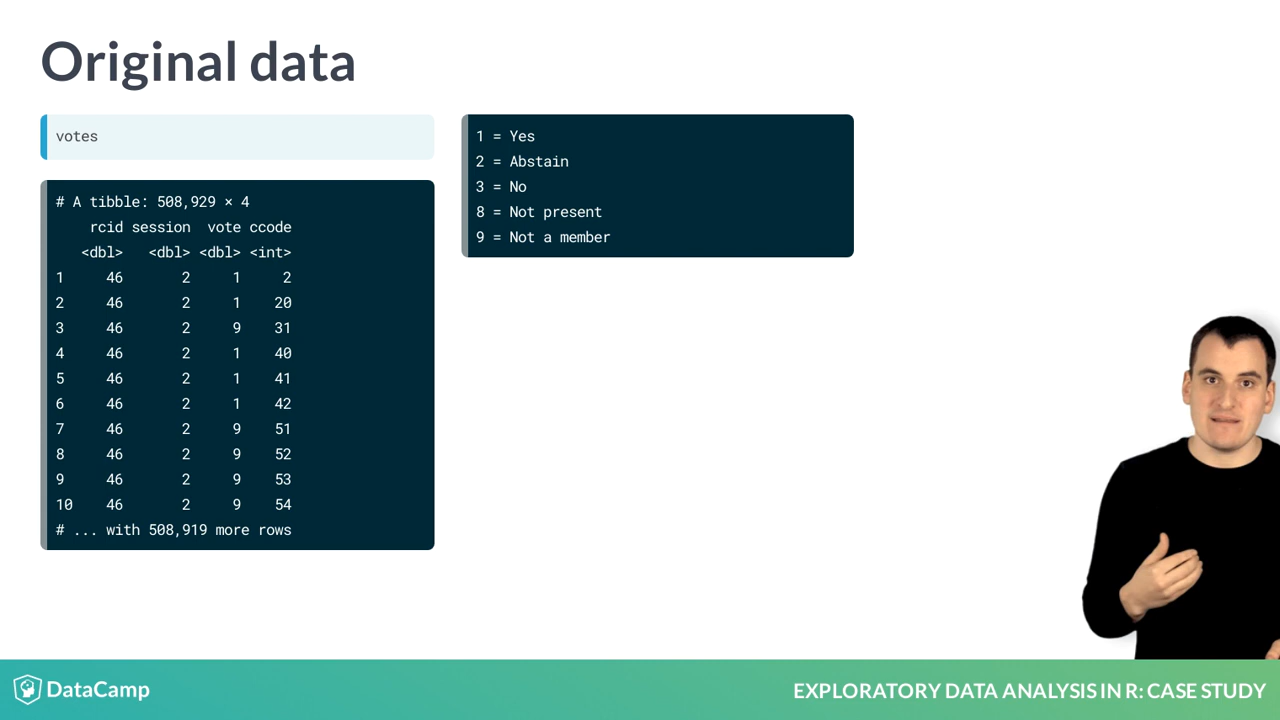 Original data
votes
# A tibble: 508,929 × 4
rcid session vote ccode
<dbl> <dbl> <dbl> <int>
1 46 2 1 2
2 46 2 1 20
3 46 2 9 31
4 46 2 1 40
5 46 2 1 41
6 46 2 1 42
7 46 2 9 51
8 46 2 9 52
9 46 2 9 53
10 46 2 9 54
# ... with 508,919 more rows
1 = Yes
2 = Abstain
3 = No
8 = Not present
9 = Not a member
DataCamp
EXPLORATORY DATA ANALYSIS IN R: CASE STUDY